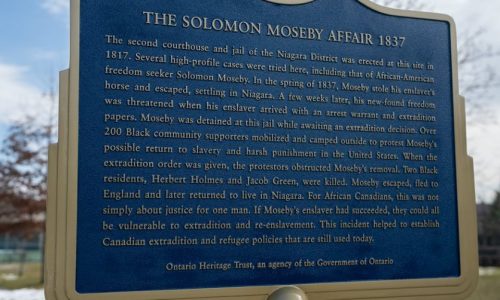 THE SOLOMON MOSEBY AFFAIR 1837
The second courthouse and jail of the Niagara District was erected at this site in
1817. Several high-profile cases were tried here, including that of African-American
freedom seeker Solomon Moseby. In the spring of 1837, Moseby stole his enslaver's
horse and escaped, settling in Niagara. A few weeks later, his new-found freedom
was threatened when his enslaver arrived with an arrest warrant and extradition
papers. Moseby was detained at this jail while awaiting an extradition decision. Over
200 Black community supporters mobilized and camped outside to protest Moseby's
possible return to slavery and harsh punishment in the United States. When the
extradition order was given, the protestors obstructed Moseby's removal. Two Black
residents, Herbert Holmes and Jacob Green, were killed. Moseby escaped, fled to
England and later returned to live in Niagara. For African Canadians, this was not
simply about justice for one man. If Moseby's enslaver had succeeded, they could all
be vulnerable to extradition and re-enslavement. This incident helped to establish
Canadian extradition and refugee policies that are still used today.
Ontario Heritage Trust, an agency of the Government of Ontario